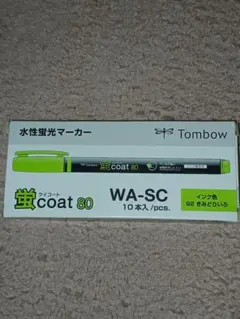 水性蛍光マーカー
Tombow
ケイコート
蛍coat 80
WA-SC
10本入/pcs.
インク色
92 きみどりいろ